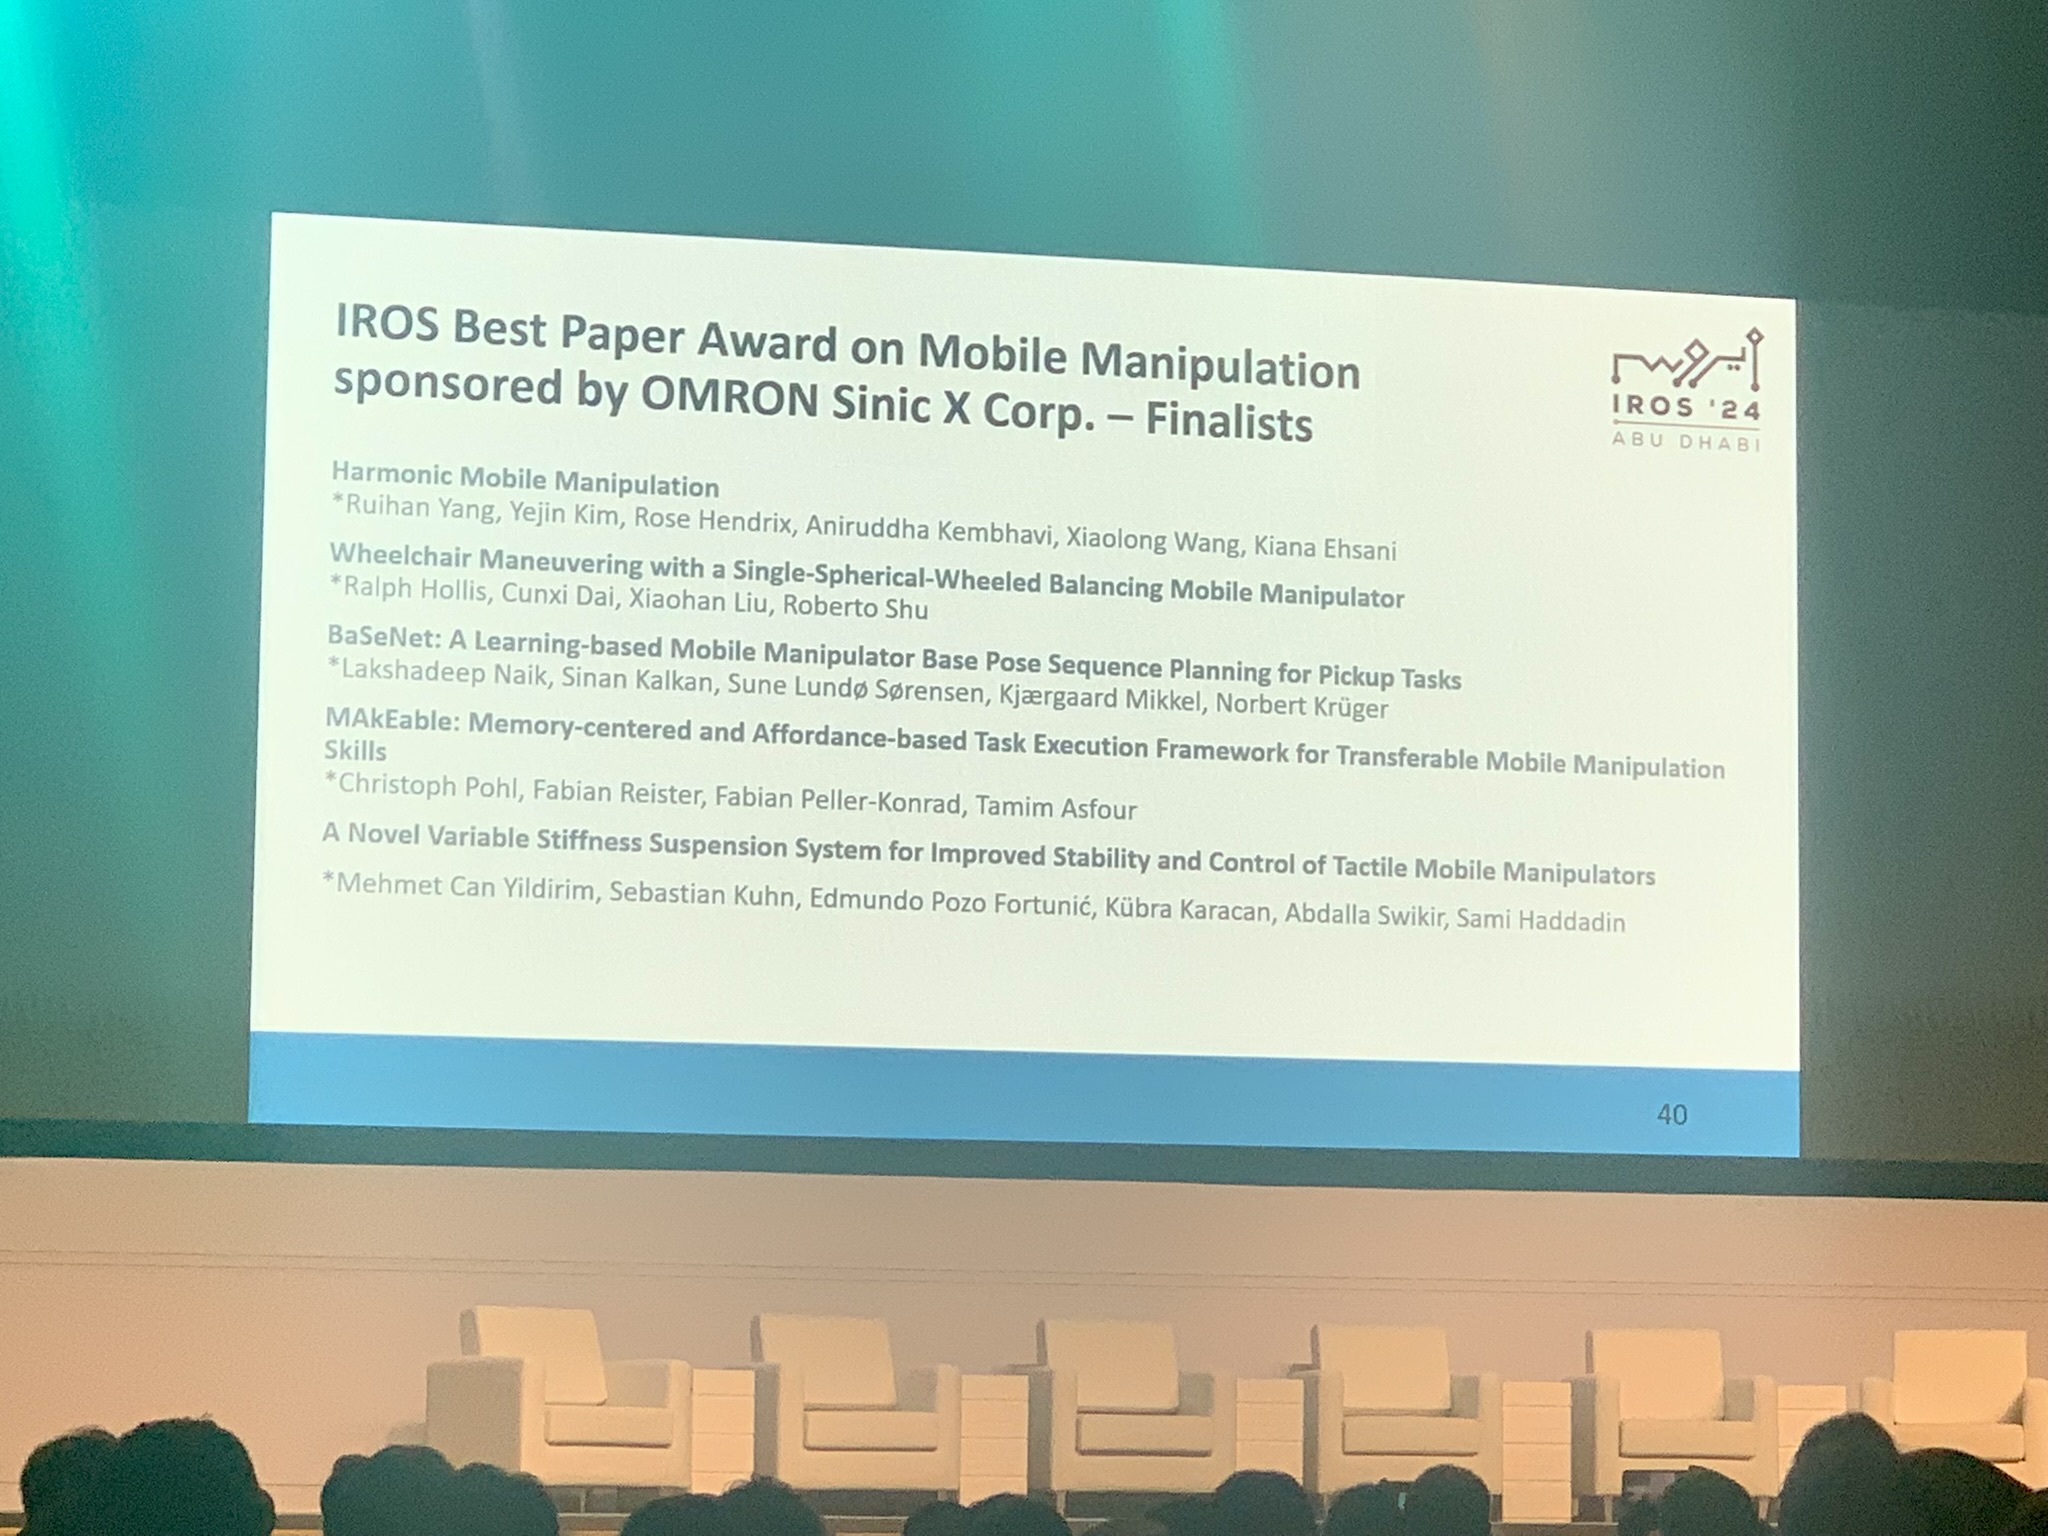 IROS Best Paper Award on Mobile Manipulation
sponsored by OMRON Sinic X Corp. – Finalists
ايروس
IROS '24
ABU DHABI
Harmonic Mobile Manipulation
*Ruihan Yang, Yejin Kim, Rose Hendrix, Aniruddha Kembhavi, Xiaolong Wang, Kiana Ehsani
Wheelchair Maneuvering with a Single-Spherical-Wheeled Balancing Mobile Manipulator
*Ralph Hollis, Cunxi Dai, Xiaohan Liu, Roberto Shu
BaSeNet: A Learning-based Mobile Manipulator Base Pose Sequence Planning for Pickup Tasks
*Lakshadeep Naik, Sinan Kalkan, Sune Lundø Sørensen, Kjærgaard Mikkel, Norbert Krüger
MAkEable: Memory-centered and Affordance-based Task Execution Framework for Transferable Mobile Manipulation
Skills
*Christoph Pohl, Fabian Reister, Fabian Peller-Konrad, Tamim Asfour
A Novel Variable Stiffness Suspension System for Improved Stability and Control of Tactile Mobile Manipulators
*Mehmet Can Yildirim, Sebastian Kuhn, Edmundo Pozo Fortunić, Kübra Karacan, Abdalla Swikir, Sami Haddadin
40